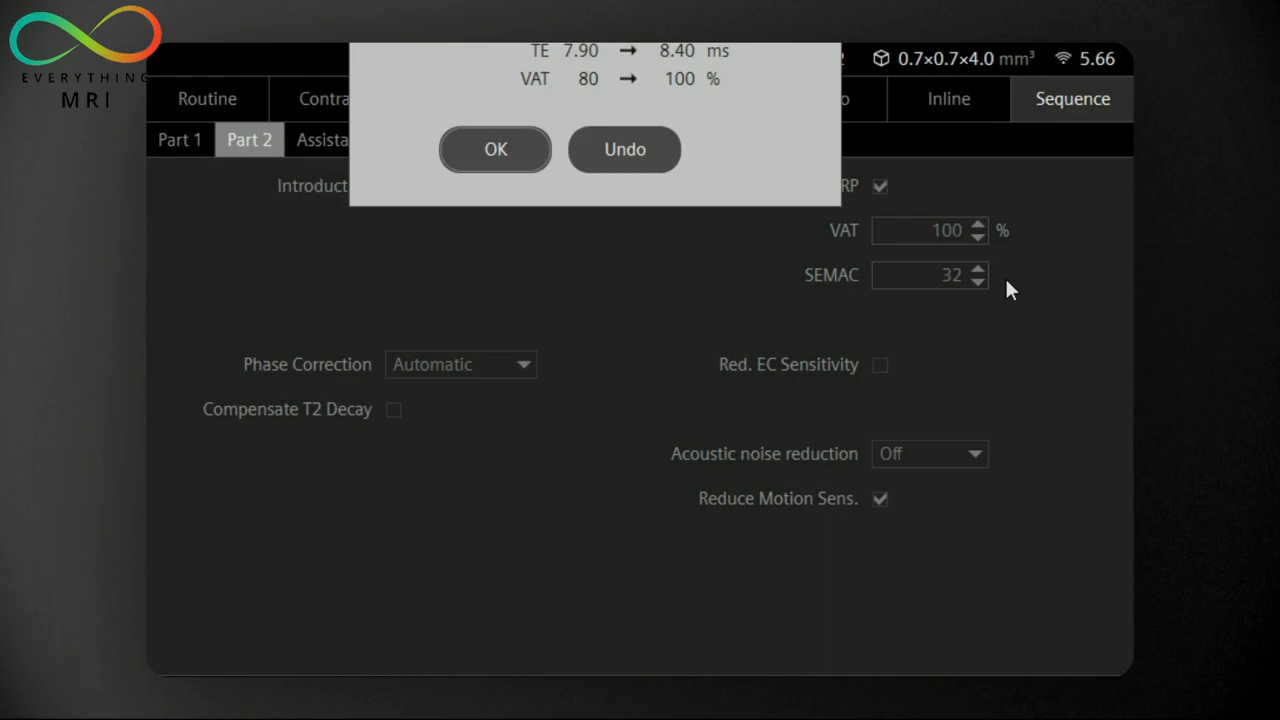 EVERYTHING
MRI
TE 7.90 → 8.40 ms
VAT 80 → 100 %
OK
Undo
0.7×0.7×4.0 mm³
5.66
Routine
Contra
Inline
Sequence
Part 1
Part 2
Assista
Introduct
RP
VAT 100 %
SEMAC 32
Phase Correction Automatic
Red. EC Sensitivity
Compensate T2 Decay
Acoustic noise reduction Off
Reduce Motion Sens.